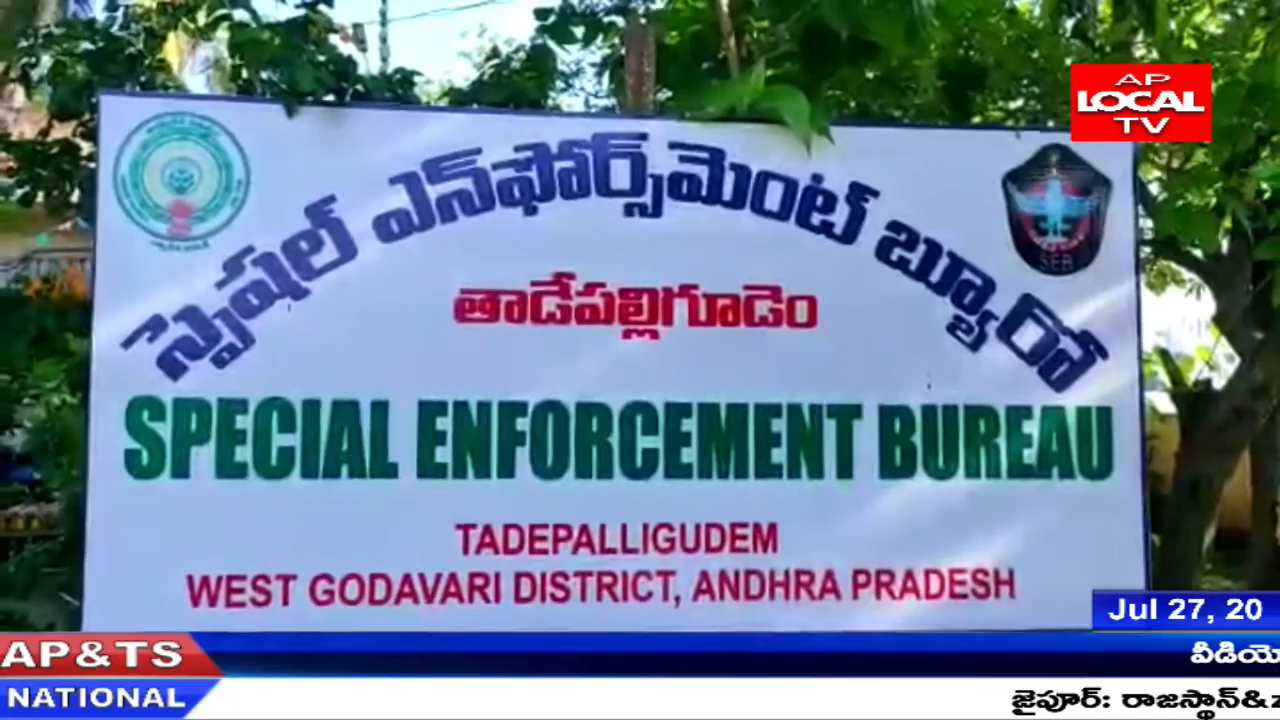 AP
LOCAL
TV
స్పెషల్ ఎన్‌ఫోర్స్‌మెంట్ బ్యూరో
SEB
తాడేపల్లిగూడెం
SPECIAL ENFORCEMENT BUREAU
TADEPALLIGUDEM
WEST GODAVARI DISTRICT, ANDHRA PRADESH
Jul 27, 20
AP&TS
NATIONAL
జైపూర్: రాజస్థాన్&